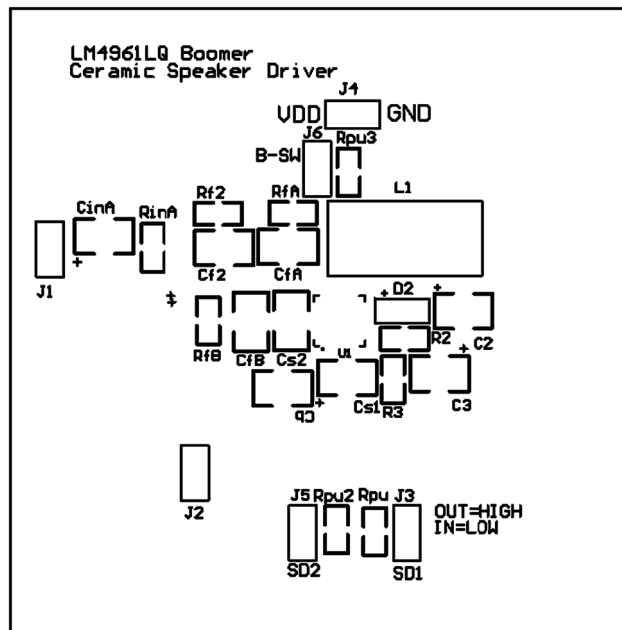 LM4961LQ Boomer
Ceramic Speaker Driver
J4
VDD GND
J6 Rpu3
B-SW
L1
CinA RinA Rf2 RfA
Cf2 CfA
J1
D2
R2 C2
RfB CfB Cs2 U1
Cb Cs1 R3 C3
J2
J5 Rpu2 Rpu J3
OUT=HIGH
IN=LOW
SD2 SD1